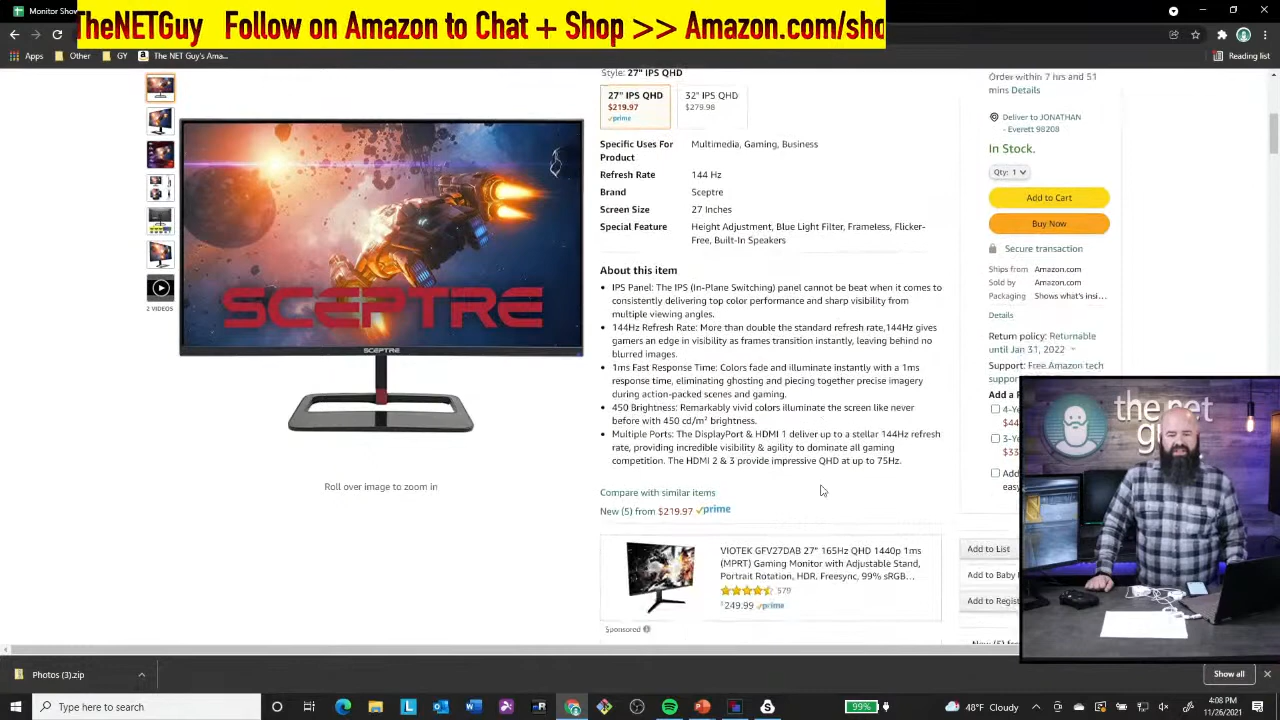 Monitor Show
TheNETGuy Follow on Amazon to Chat + Shop >> Amazon.com/sho
Apps
Other
GY
The NET Guy's Ama...
Reading list
Style: 27" IPS QHD
27" IPS QHD
$219.97
prime
32" IPS QHD
$279.98
Specific Uses For
Product
Multimedia, Gaming, Business
Refresh Rate
144 Hz
Brand
Sceptre
Screen Size
27 Inches
Special Feature
Height Adjustment, Blue Light Filter, Frameless, Flicker-
Free, Built-In Speakers
About this item
IPS Panel: The IPS (In-Plane Switching) panel cannot be beat when it comes to
consistently delivering top color performance and sharp visibility from
multiple viewing angles.
144Hz Refresh Rate: More than double the standard refresh rate,144Hz gives
gamers an edge in visibility as frames transition instantly, leaving behind no
blurred images.
1ms Fast Response Time: Colors fade and illuminate instantly with a 1ms
response time, eliminating ghosting and piecing together precise imagery
during action-packed scenes and gaming.
450 Brightness: Remarkably vivid colors illuminate the screen like never
before with 450 cd/m² brightness.
Multiple Ports: The DisplayPort & HDMI 1 deliver up to a stellar 144Hz refresh
rate, providing incredible visibility & agility to dominate all gaming
competition. The HDMI 2 & 3 provide impressive QHD at up to 75Hz.
Compare with similar items
New (5) from $219.97 prime
VIOTEK GFV27DAB 27" 165Hz QHD 1440p 1ms
(MPRT) Gaming Monitor with Adjustable Stand,
Portrait Rotation, HDR. Freesync, 99% sRGB...
579
$249.99 prime
Sponsored
2 VIDEOS
SCEPTRE
SCEPTRE
Roll over image to zoom in
Order within 7 hrs and 51
mins Details
Deliver to JONATHAN
- Everett 98208
In Stock.
Qty: 1
Add to Cart
Buy Now
Secure transaction
Ships from Amazon.com
Sold by Amazon.com
Packaging Shows what's insi...
Details
Return policy: Returnable
until Jan 31, 2022
Support: Free Amazon tech
support
Add a
4-Ye
$44
3-Ye
$33
Add
easy
Add to List
Add to Baby
Add to Regist
New (5) from
the net
gu
Photos (3).zip
Show all
Type here to search
99%
48°F Cloudy
4:08 PM
11/26/2021